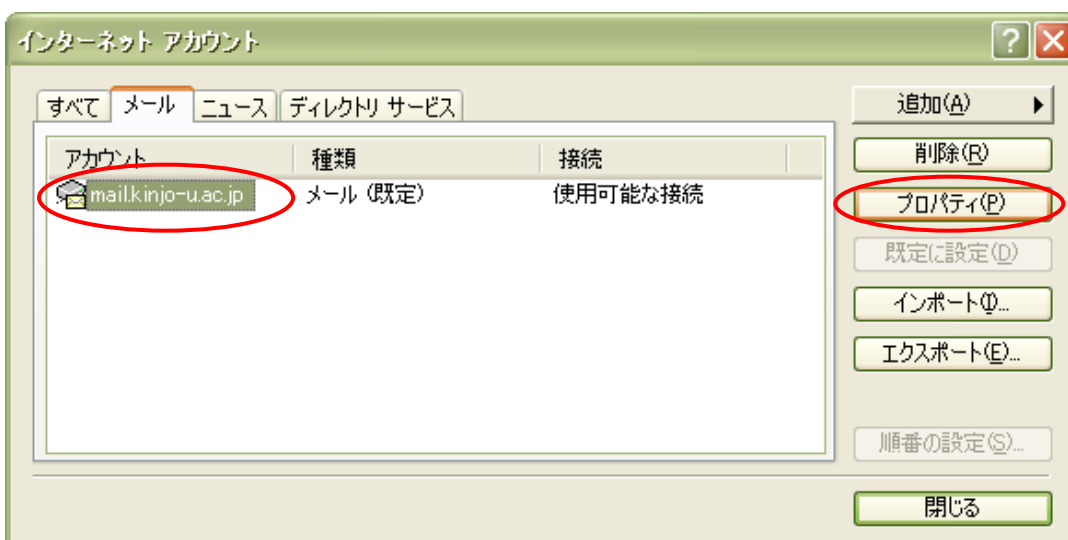 インターネット アカウント
すべて メール ニュース ディレクトリ サービス
アカウント 種類 接続
mail.kinjo-u.ac.jp メール (既定) 使用可能な接続
追加(A)
削除(R)
プロパティ(P)
既定に設定(D)
インポート(I)...
エクスポート(E)...
順番の設定(S)...
閉じる